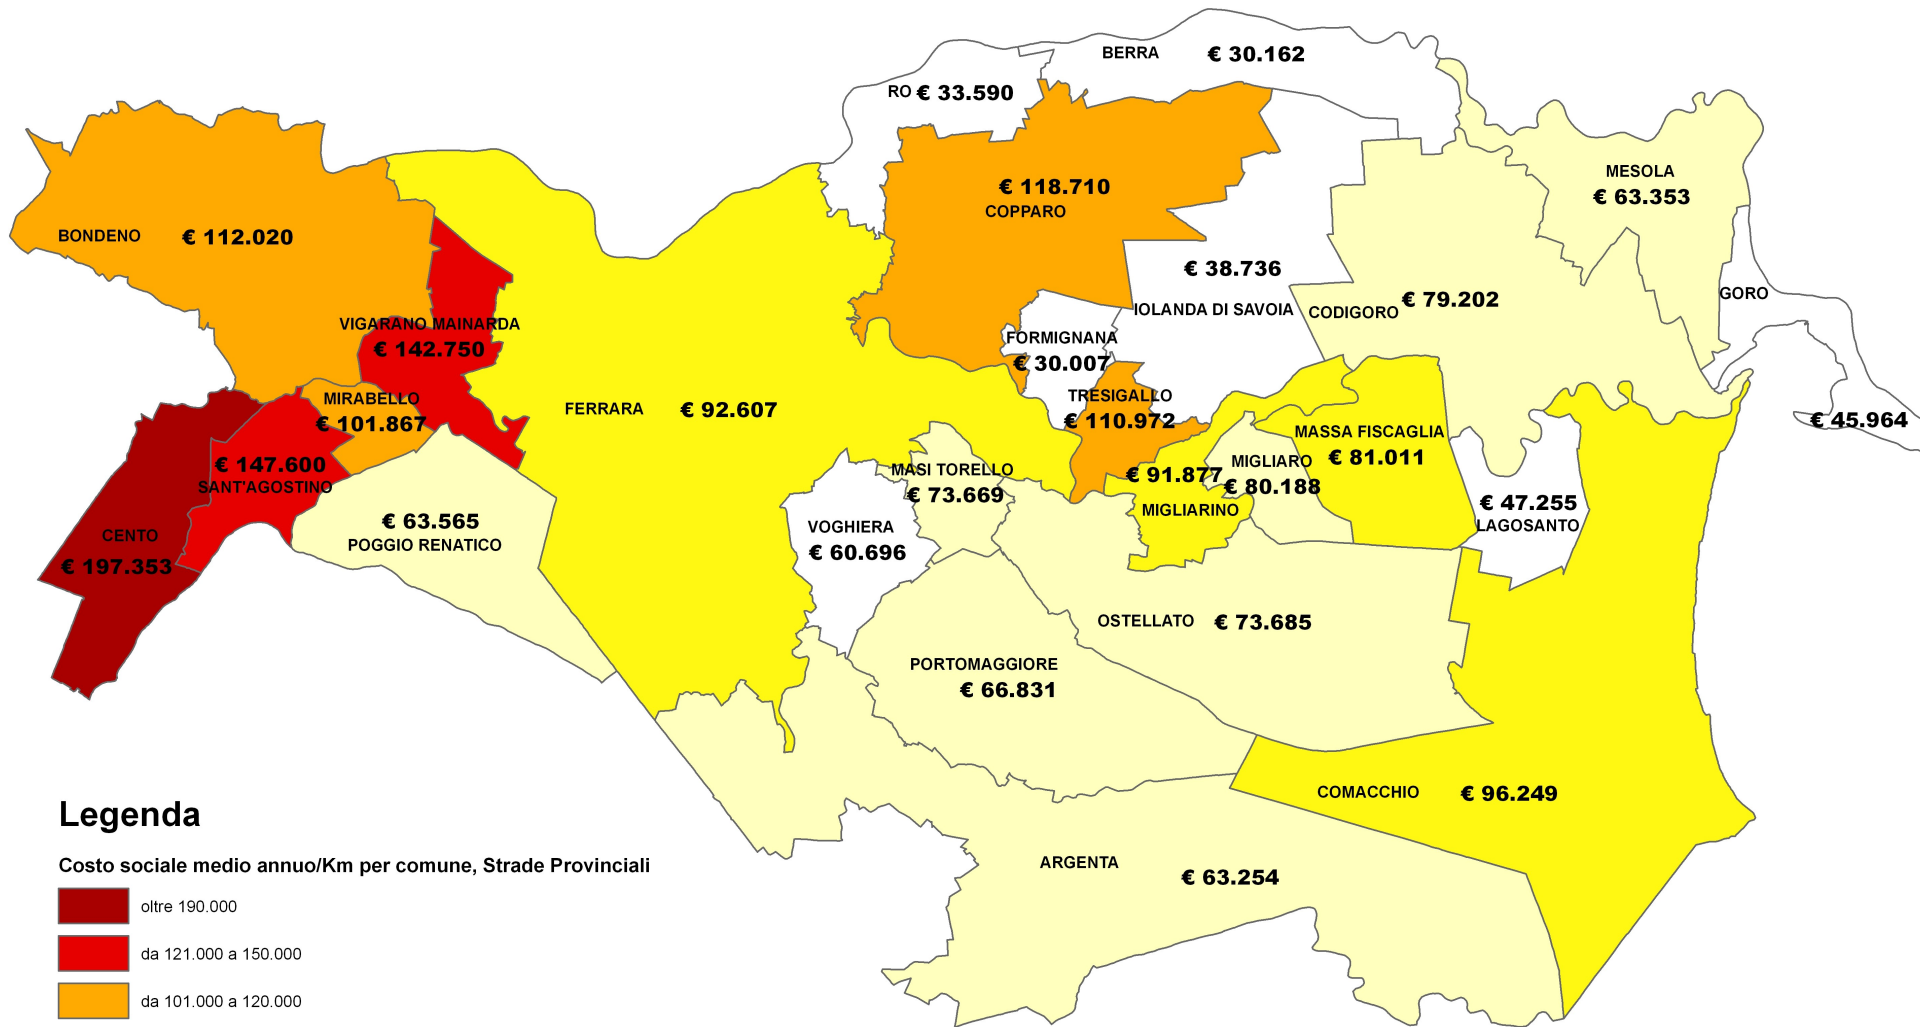 BERRA € 30.162
RO € 33.590
MESOLA
€ 63.353
€ 118.710
COPPARO
BONDENO € 112.020
€ 38.736
IOLANDA DI SAVOIA
CODIGORO € 79.202
GORO
VIGARANO MAINARDA
€ 142.750
FORMIGNANA
€ 30.007
TRESIGALLO
€ 110.972
MIRABELLO
€ 101.867
FERRARA € 92.607
€ 45.964
MASSA FISCAGLIA
€ 81.011
€ 147.600
SANT'AGOSTINO
MASI TORELLO
€ 73.669
€ 91.877
MIGLIARINO
MIGLIARO
€ 80.188
€ 47.255
LAGOSANTO
€ 63.565
POGGIO RENATICO
VOGHIERA
€ 60.696
CENTO
€ 197.353
OSTELLATO € 73.685
PORTOMAGGIORE
€ 66.831
COMACCHIO € 96.249
ARGENTA
€ 63.254
Legenda
Costo sociale medio annuo/Km per comune, Strade Provinciali
oltre 190.000
da 121.000 a 150.000
da 101.000 a 120.000